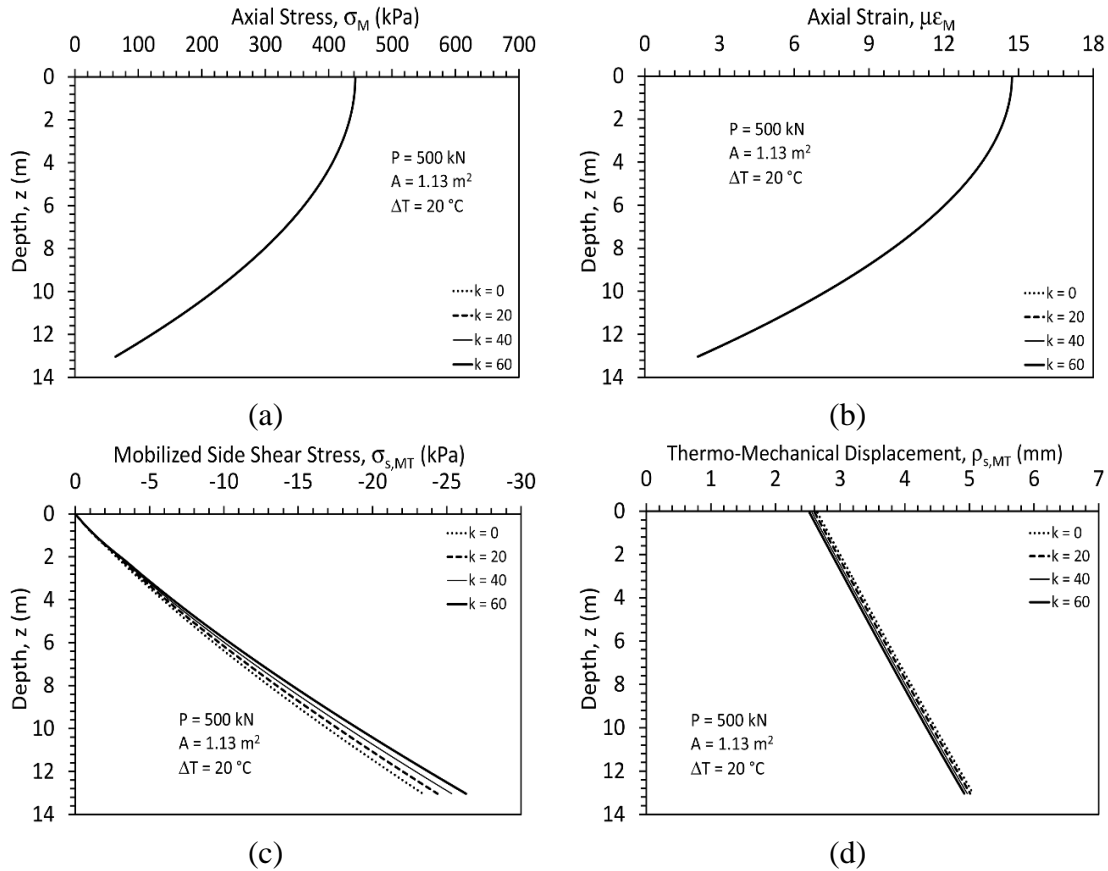 Axial Stress, σM (kPa)
0 100 200 300 400 500 600 700
0
2
4
6
8
10
12
14
Depth, z (m)
P = 500 kN
A = 1.13 m²
ΔT = 20 °C
k = 0
k = 20
k = 40
k = 60
(a)
Axial Strain, µεM
0 3 6 9 12 15 18
0
2
4
6
8
10
12
14
Depth, z (m)
P = 500 kN
A = 1.13 m²
ΔT = 20 °C
k = 0
k = 20
k = 40
k = 60
(b)
Mobilized Side Shear Stress, σs,MT (kPa)
0 -5 -10 -15 -20 -25 -30
0
2
4
6
8
10
12
14
Depth, z (m)
k = 0
k = 20
k = 40
k = 60
P = 500 kN
A = 1.13 m²
ΔT = 20 °C
(c)
Thermo-Mechanical Displacement, ρs,MT (mm)
0 1 2 3 4 5 6 7
0
2
4
6
8
10
12
14
Depth, z (m)
k = 0
k = 20
k = 40
k = 60
P = 500 kN
A = 1.13 m²
ΔT = 20 °C
(d)